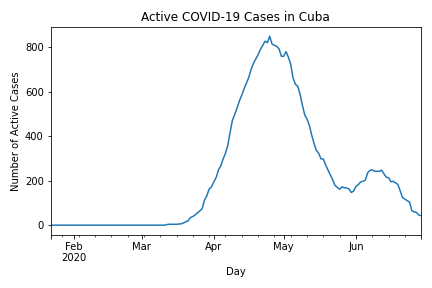 Active COVID-19 Cases in Cuba
Number of Active Cases
800
600
400
200
0
Feb Mar Apr May Jun
2020
Day